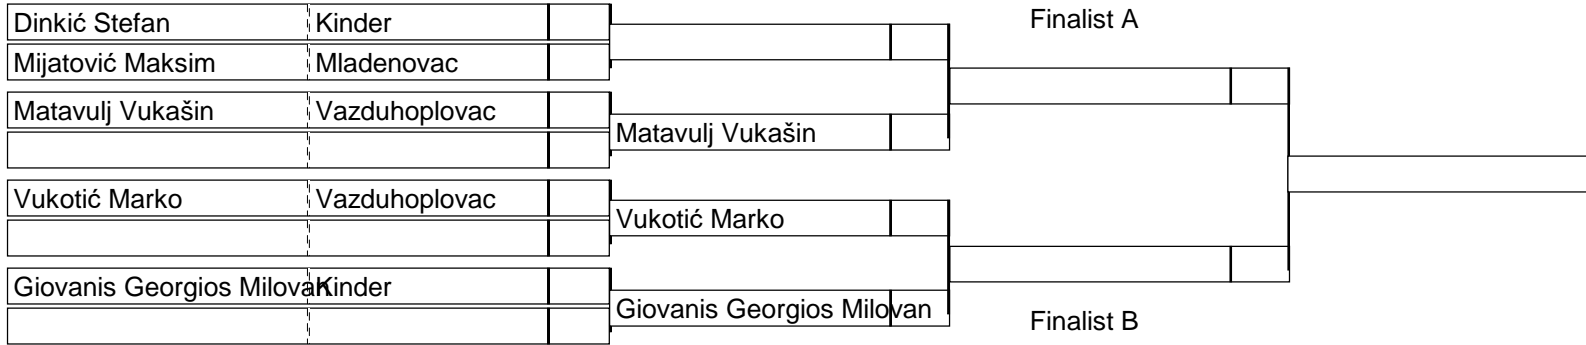 Dinkić Stefan Kinder
Mijatović Maksim Mladenovac
Matavulj Vukašin Vazduhoplovac
Vukotić Marko Vazduhoplovac
Giovanis Georgios Milovan Kinder
Matavulj Vukašin
Vukotić Marko
Giovanis Georgios Milovan
Finalist A
Finalist B